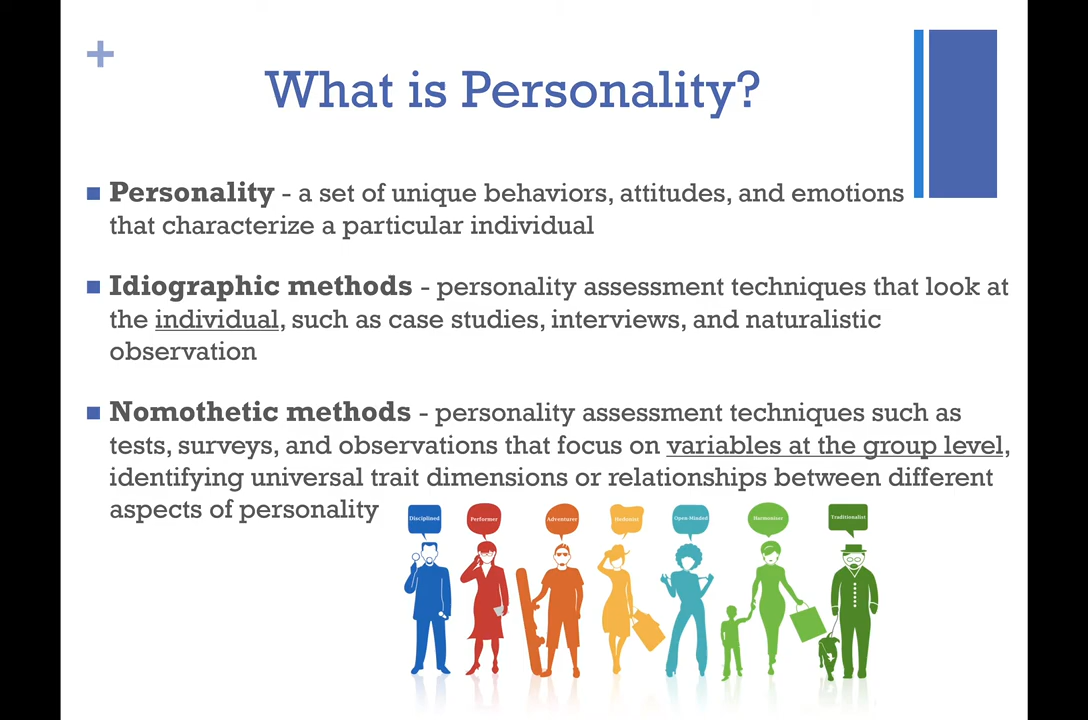 +
What is Personality?
■ Personality - a set of unique behaviors, attitudes, and emotions
that characterize a particular individual
■ Idiographic methods - personality assessment techniques that look at
the individual, such as case studies, interviews, and naturalistic
observation
■ Nomothetic methods - personality assessment techniques such as
tests, surveys, and observations that focus on variables at the group level,
identifying universal trait dimensions or relationships between different
aspects of personality
Disciplined Performer Adventurer Hedonist Open Minded Harmonizer Traditionalist